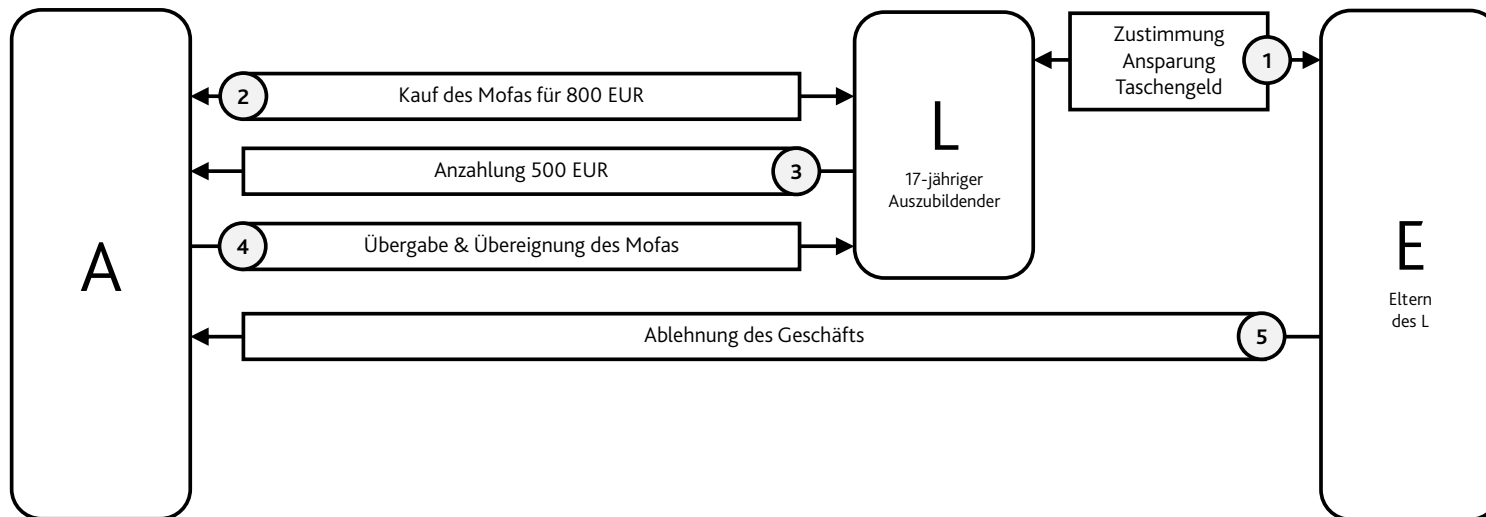 A
2
Kauf des Mofas für 800 EUR
Anzahlung 500 EUR
3
4
Übergabe & Übereignung des Mofas
L
17-jähriger
Auszubildender
Zustimmung
Ansparung
Taschengeld
1
E
Eltern
des L
Ablehnung des Geschäfts
5